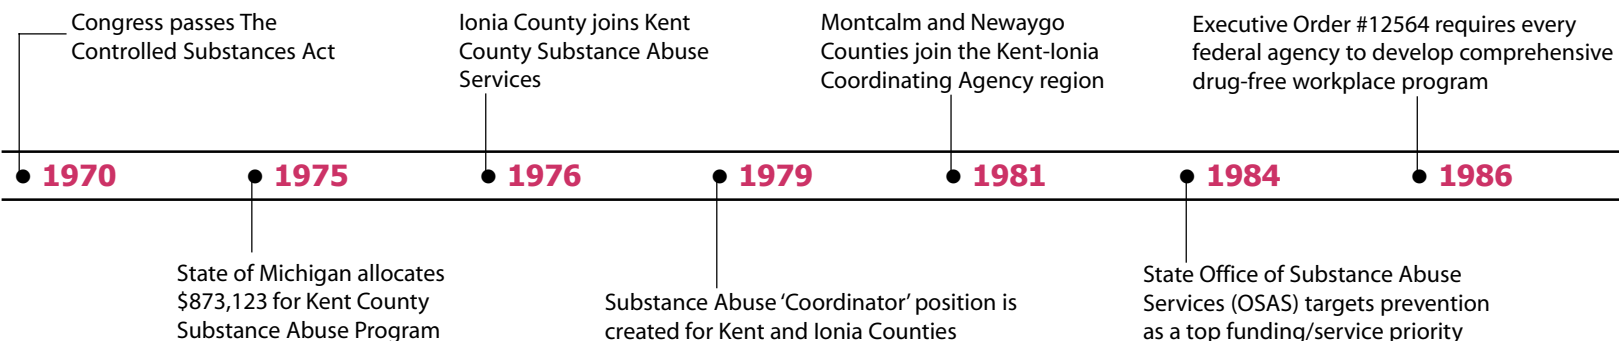 Congress passes The
Controlled Substances Act
Ionia County joins Kent
County Substance Abuse
Services
Montcalm and Newaygo
Counties join the Kent-Ionia
Coordinating Agency region
Executive Order #12564 requires every
federal agency to develop comprehensive
drug-free workplace program
1970
1975
1976
1979
1981
1984
1986
State of Michigan allocates
$873,123 for Kent County
Substance Abuse Program
Substance Abuse ‘Coordinator’ position is
created for Kent and Ionia Counties
State Office of Substance Abuse
Services (OSAS) targets prevention
as a top funding/service priority